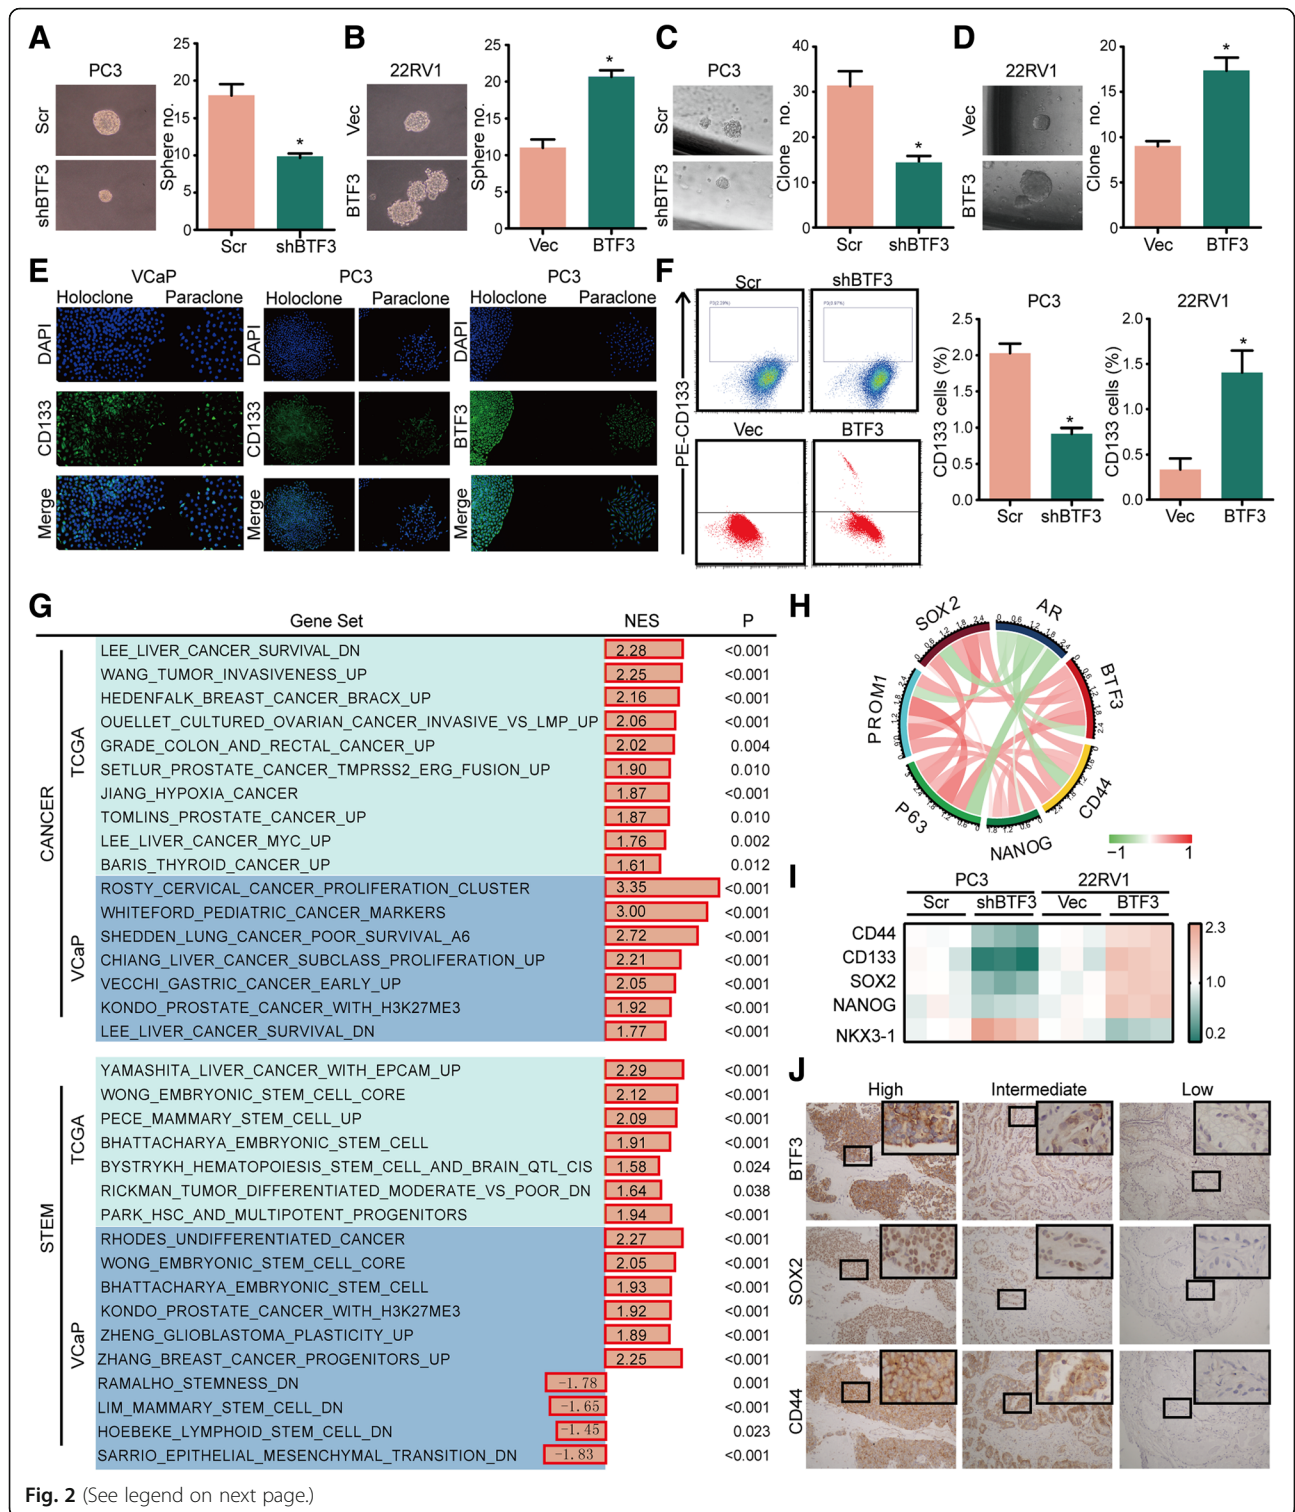 A
PC3
Scr
shBTF3
Sphere no.
25
20
15
10
5
0
*
Scr shBTF3
B
22RV1
Vec
BTF3
Sphere no.
25
20
15
10
5
0
*
Vec BTF3
C
PC3
Scr
shBTF3
Clone no.
40
30
20
10
0
*
Scr shBTF3
D
22RV1
Vec
BTF3
Clone no.
20
15
10
5
0
*
Vec BTF3
E
VCaP PC3 PC3
Holoclone Paraclone Holoclone Paraclone Holoclone Paraclone
DAPI DAPI DAPI
CD133 CD133 BTF3
Merge Merge Merge
F
Scr shBTF3
Vec BTF3
PE-CD133
PC3
CD133 cells (%)
2.5
2.0
1.5
1.0
0.5
0.0
*
Scr shBTF3
22RV1
CD133 cells (%)
2.0
1.5
1.0
0.5
0.0
*
Vec BTF3
G
Gene Set NES P
CANCER
TCGA
LEE_LIVER_CANCER_SURVIVAL_DN 2.28 <0.001
WANG_TUMOR_INVASIVENESS_UP 2.25 <0.001
HEDENFALK_BREAST_CANCER_BRACX_UP 2.16 <0.001
OUELLET_CULTURED_OVARIAN_CANCER_INVASIVE_VS_LMP_UP 2.06 <0.001
GRADE_COLON_AND_RECTAL_CANCER_UP 2.02 0.004
SETLUR_PROSTATE_CANCER_TMPRSS2_ERG_FUSION_UP 1.90 0.010
JIANG_HYPOXIA_CANCER 1.87 <0.001
TOMLINS_PROSTATE_CANCER_UP 1.87 0.010
LEE_LIVER_CANCER_MYC_UP 1.76 0.002
BARIS_THYROID_CANCER_UP 1.61 0.012
VCaP
ROSTY_CERVICAL_CANCER_PROLIFERATION_CLUSTER 3.35 <0.001
WHITEFORD_PEDIATRIC_CANCER_MARKERS 3.00 <0.001
SHEDDEN_LUNG_CANCER_POOR_SURVIVAL_A6 2.72 <0.001
CHIANG_LIVER_CANCER_SUBCLASS_PROLIFERATION_UP 2.21 <0.001
VECCHI_GASTRIC_CANCER_EARLY_UP 2.05 <0.001
KONDO_PROSTATE_CANCER_WITH_H3K27ME3 1.92 <0.001
LEE_LIVER_CANCER_SURVIVAL_DN 1.77 <0.001
STEM
TCGA
YAMASHITA_LIVER_CANCER_WITH_EPCAM_UP 2.29 <0.001
WONG_EMBRYONIC_STEM_CELL_CORE 2.12 <0.001
PECE_MAMMARY_STEM_CELL_UP 2.09 <0.001
BHATTACHARYA_EMBRYONIC_STEM_CELL 1.91 <0.001
BYSTRYKH_HEMATOPOIESIS_STEM_CELL_AND_BRAIN_QTL_CIS 1.58 0.024
RICKMAN_TUMOR_DIFFERENTIATED_MODERATE_VS_POOR_DN 1.64 0.038
PARK_HSC_AND_MULTIPOTENT_PROGENITORS 1.94 <0.001
VCaP
RHODES_UNDIFFERENTIATED_CANCER 2.27 <0.001
WONG_EMBRYONIC_STEM_CELL_CORE 2.05 <0.001
BHATTACHARYA_EMBRYONIC_STEM_CELL 1.93 <0.001
KONDO_PROSTATE_CANCER_WITH_H3K27ME3 1.92 <0.001
ZHENG_GLIOBLASTOMA_PLASTICITY_UP 1.89 <0.001
ZHANG_BREAST_CANCER_PROGENITORS_UP 2.25 <0.001
RAMALHO_STEMNESS_DN -1.78 0.001
LIM_MAMMARY_STEM_CELL_DN -1.65 <0.001
HOEBEKE_LYMPHOID_STEM_CELL_DN -1.45 0.023
SARRIO_EPITHELIAL_MESENCHYMAL_TRANSITION_DN -1.83 <0.001
H
SOX2
AR
BTF3
CD44
NANOG
P63
PROM1
−1 1
I
PC3 22RV1
Scr shBTF3 Vec BTF3
CD44
CD133
SOX2
NANOG
NKX3-1
2.3
1.0
0.2
J
High Intermediate Low
BTF3
SOX2
CD44
Fig. 2 (See legend on next page.)